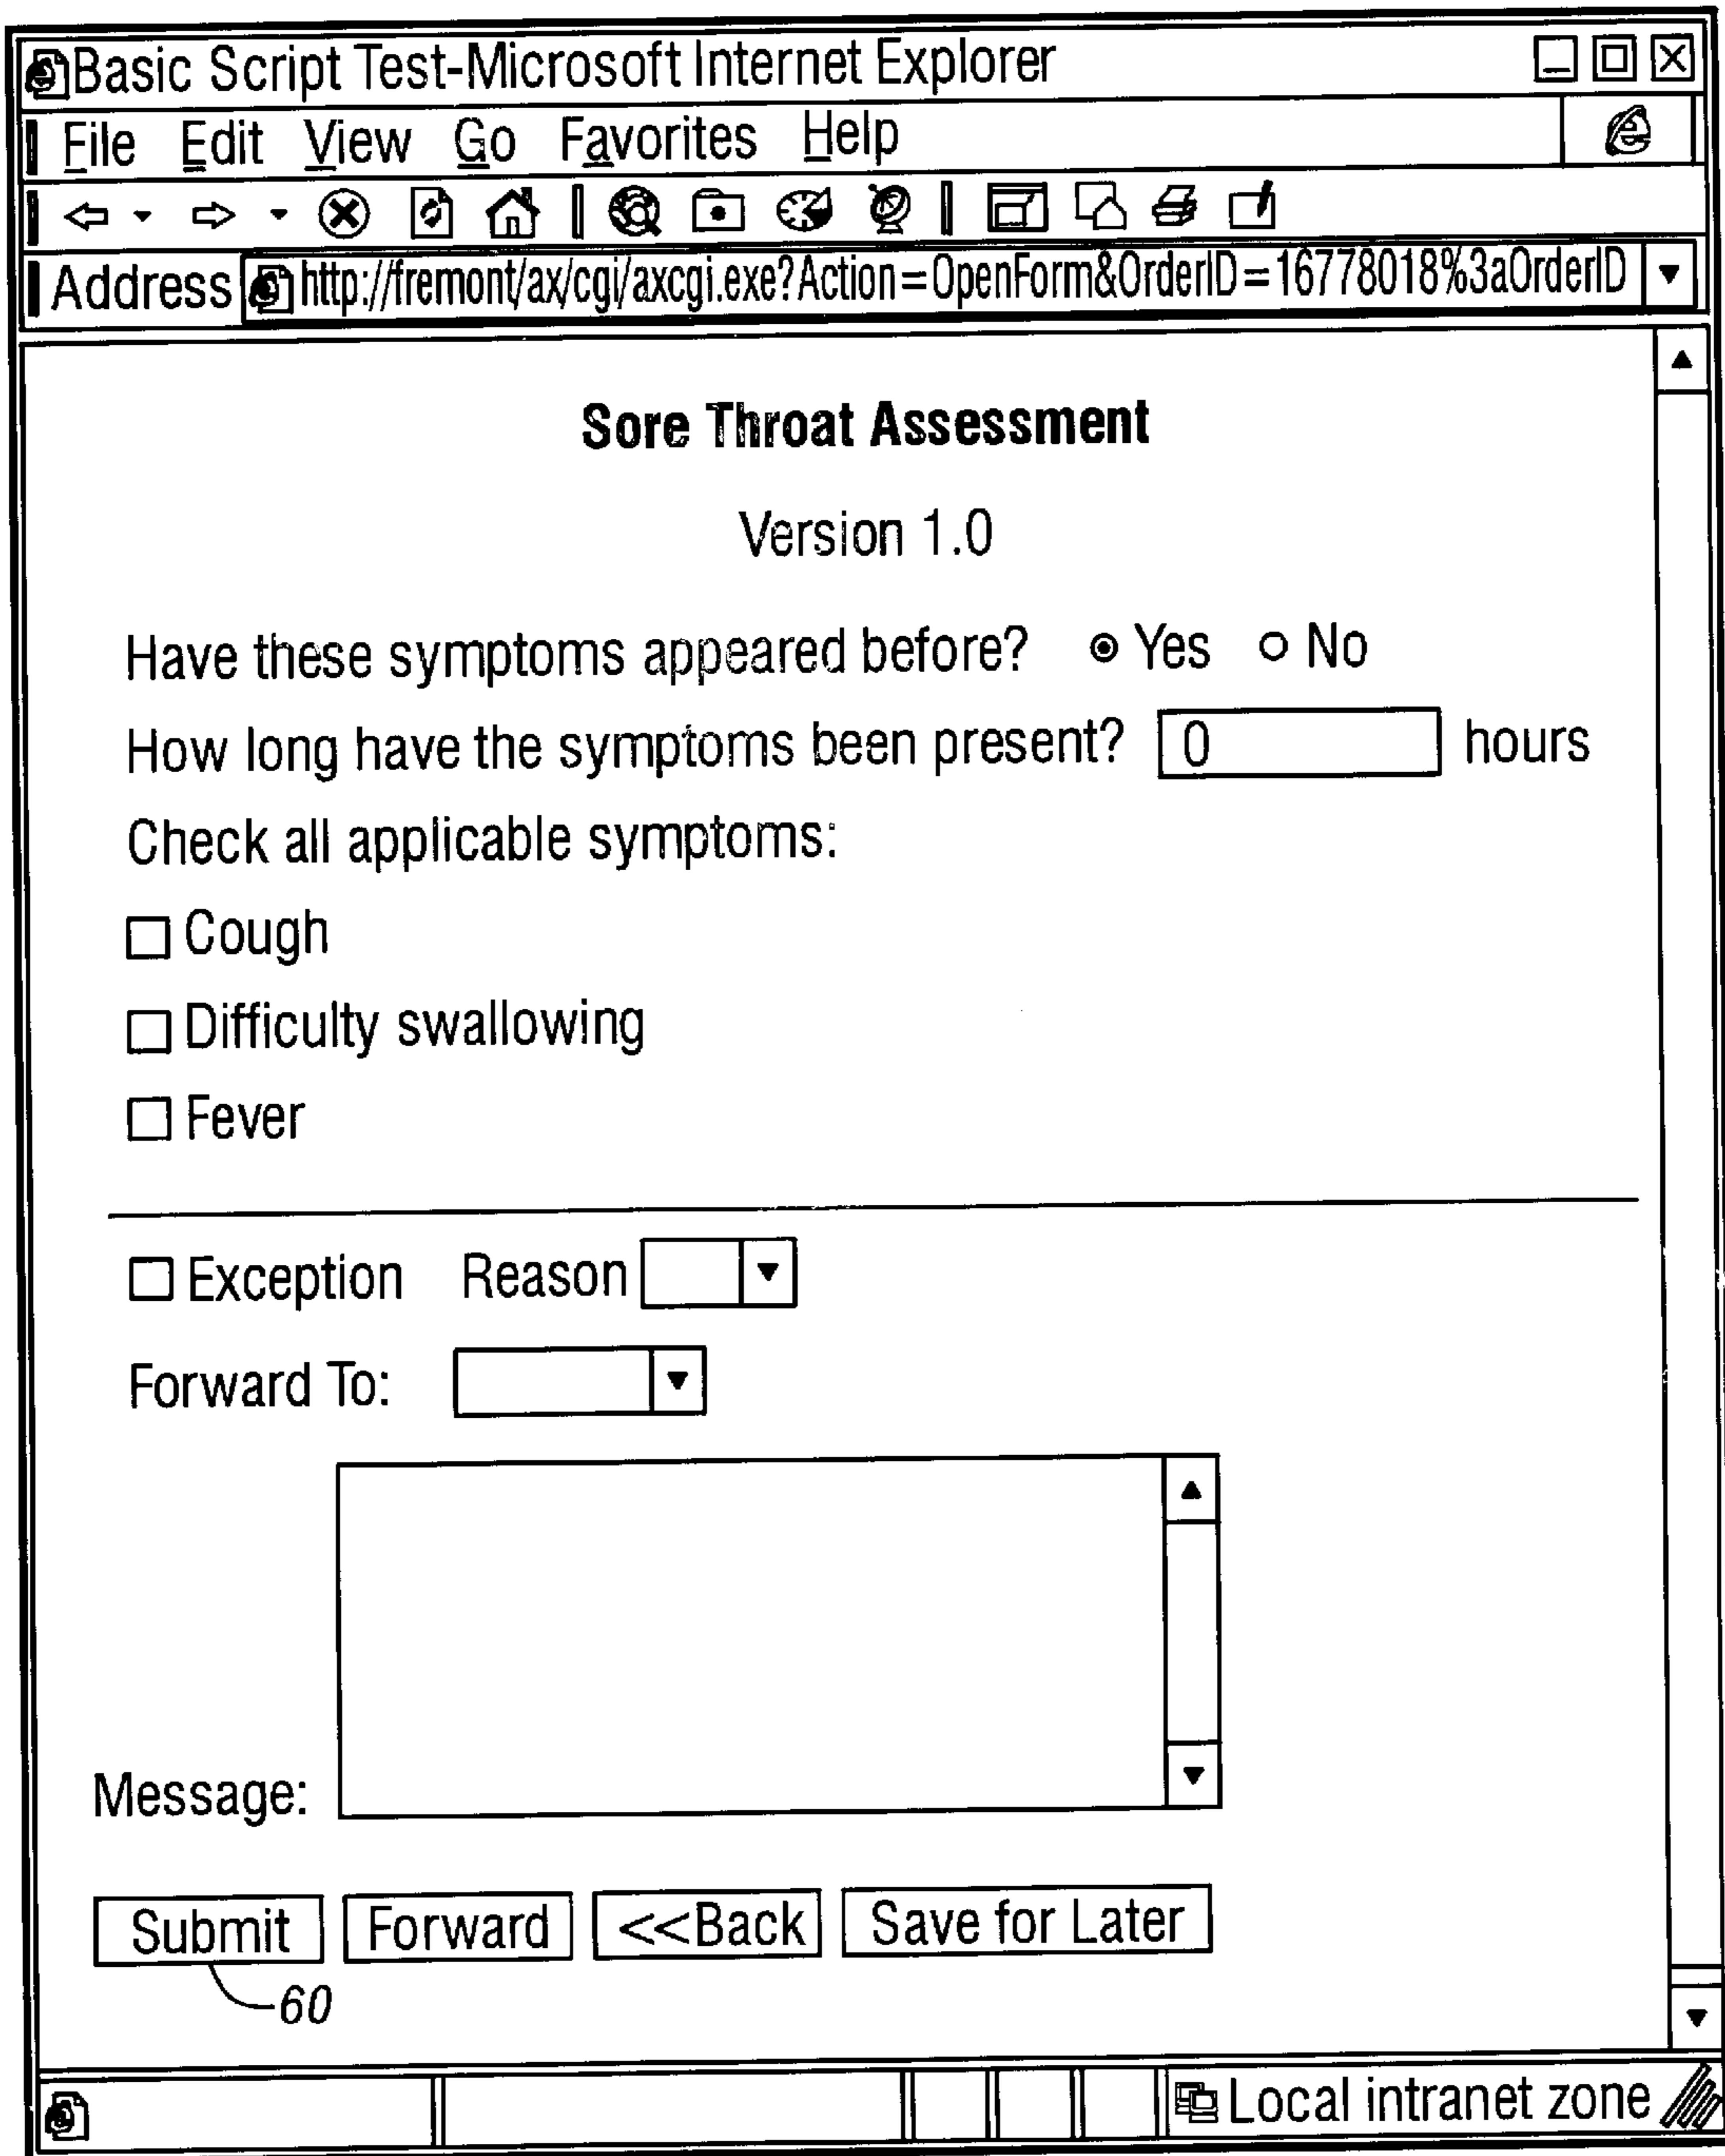 Basic Script Test-Microsoft Internet Explorer
File Edit View Go Favorites Help
Address http://fremont/ax/cgi/axcgi.exe?Action=OpenForm&OrderID=16778018%3aOrderID
Sore Throat Assessment
Version 1.0
Have these symptoms appeared before? Yes No
How long have the symptoms been present? 0 hours
Check all applicable symptoms:
Cough
Difficulty swallowing
Fever
Exception Reason
Forward To:
Message:
Submit Forward <<Back Save for Later
60
Local intranet zone